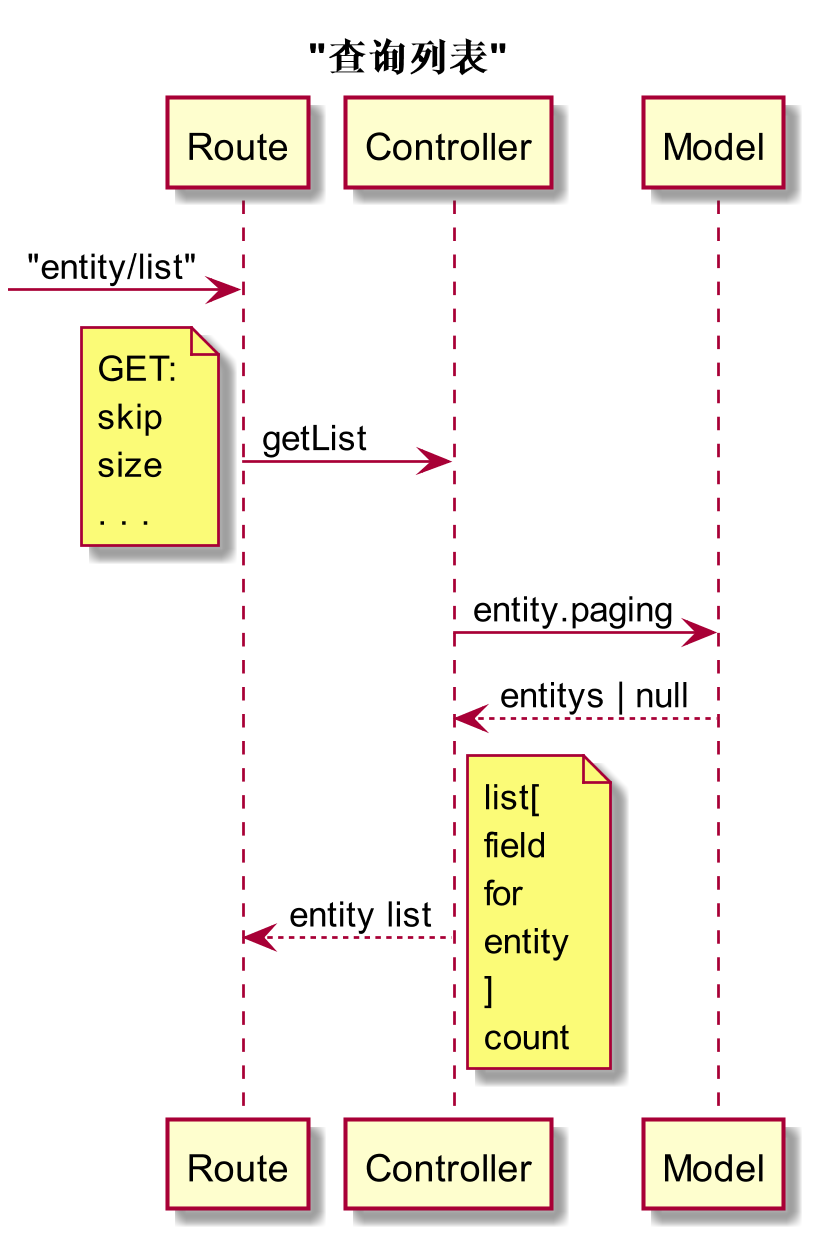 "查询列表"
Route
Controller
Model
"entity/list"
GET:
skip
size
. . .
getList
entity.paging
entitys | null
list[
field
for
entity
]
count
entity list
Route
Controller
Model